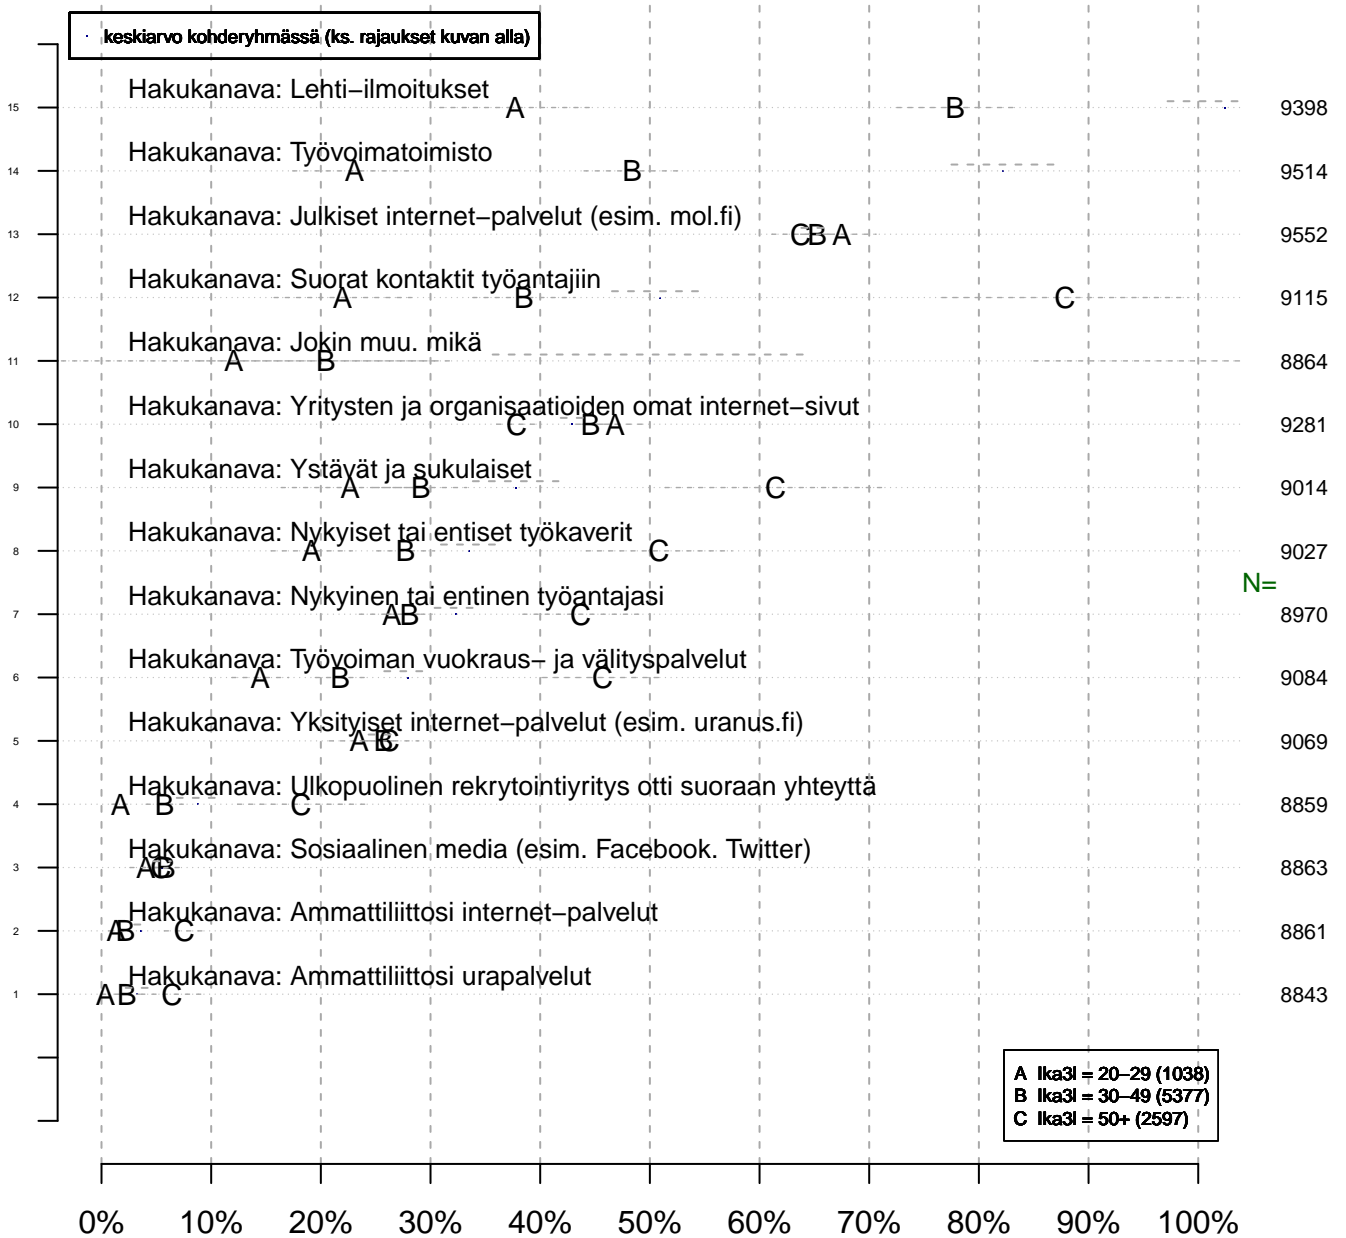 keskiarvo kohderyhmässä (ks. rajaukset kuvan alla)
Hakukanava: Lehti−ilmoitukset
15 A B 9398
Hakukanava: Työvoimatoimisto
14 A B 9514
Hakukanava: Julkiset internet−palvelut (esim. mol.fi)
13 C B A 9552
Hakukanava: Suorat kontaktit työantajiin
12 A B C 9115
Hakukanava: Jokin muu. mikä
11 A B 8864
Hakukanava: Yritysten ja organisaatioiden omat internet−sivut
10 C B A 9281
Hakukanava: Ystävät ja sukulaiset
9 A B C 9014
Hakukanava: Nykyiset tai entiset työkaverit
8 A B C 9027
N=
Hakukanava: Nykyinen tai entinen työantajasi
7 A B C 8970
Hakukanava: Työvoiman vuokraus− ja välityspalvelut
6 A B C 9084
Hakukanava: Yksityiset internet−palvelut (esim. uranus.fi)
5 A B C 9069
Hakukanava: Ulkopuolinen rekrytointiyritys otti suoraan yhteyttä
4 A B C 8859
Hakukanava: Sosiaalinen media (esim. Facebook. Twitter)
3 A C B 8863
Hakukanava: Ammattiliittosi internet−palvelut
2 A B C 8861
Hakukanava: Ammattiliittosi urapalvelut
1 A B C 8843
A Ika3l = 20−29 (1038)
B Ika3l = 30−49 (5377)
C Ika3l = 50+ (2597)
0% 10% 20% 30% 40% 50% 60% 70% 80% 90% 100%